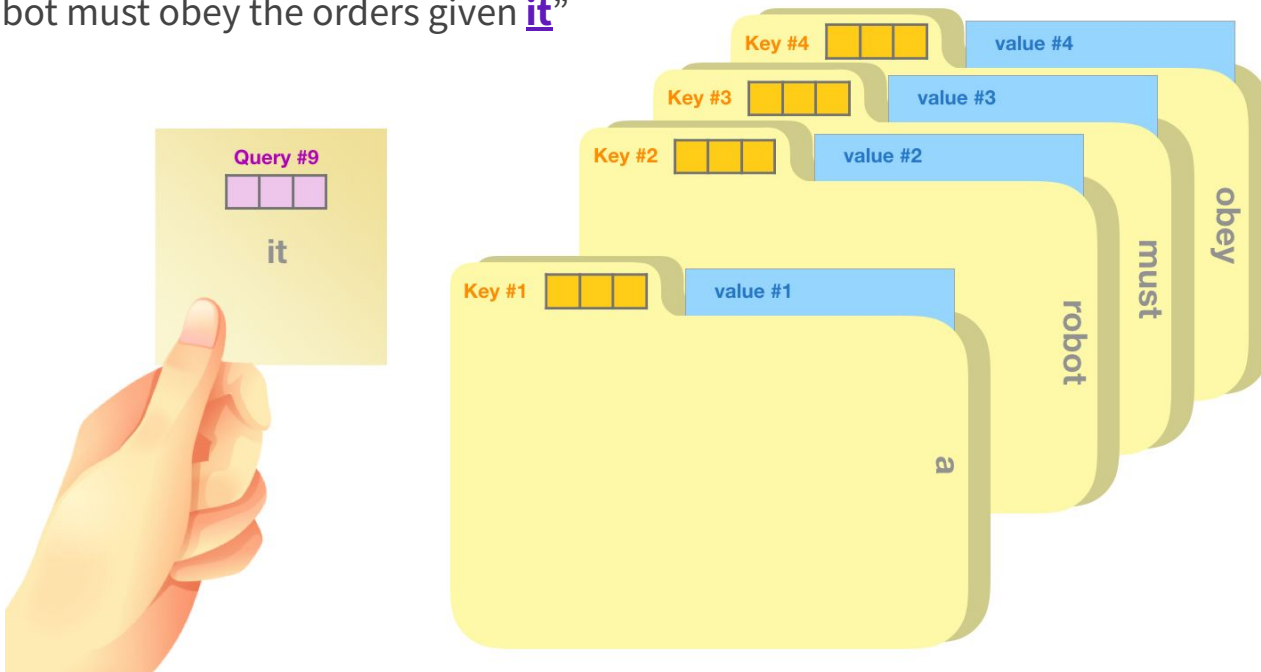 bot must obey the orders given it”
Key #4 value #4
Key #3 value #3
Key #2 value #2
Query #9
it
Key #1 value #1
obey
must
robot
a